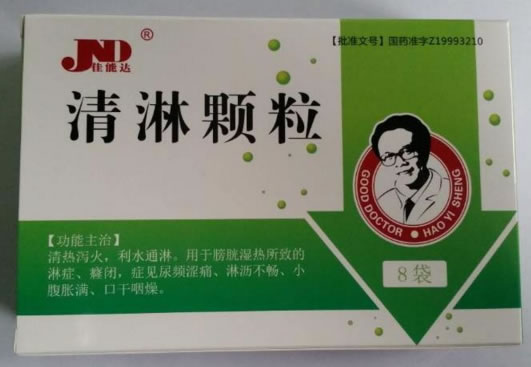 【批准文号】国药准字Z19993210
JND®
佳能达
清淋颗粒
GOOD DOCTOR • HAO YI SHENG
【功能主治】
清热泻火，利水通淋。用于膀胱湿热所致的
淋症、癃闭，症见尿频涩痛、淋沥不畅、小
腹胀满、口干咽燥。
8袋